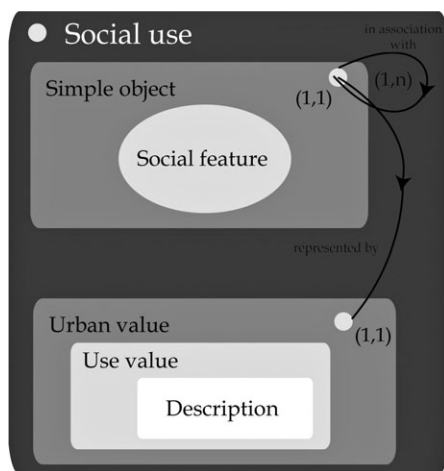 Social use
in association
with
Simple object
(1,1)
(1,n)
Social feature
represented by
Urban value
(1,1)
Use value
Description